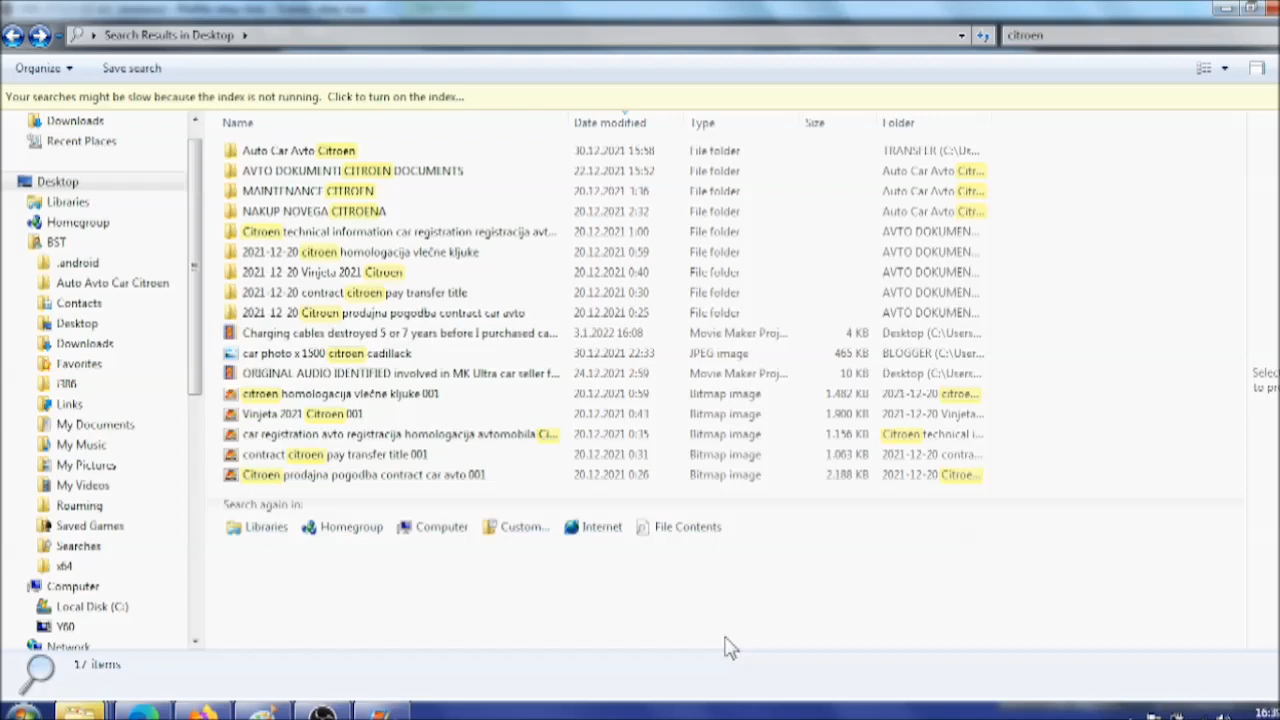 Search Results in Desktop
citroen
Organize Save search
Your searches might be slow because the index is not running. Click to turn on the index...
Downloads
Recent Places
Desktop
Libraries
Homegroup
BST
.android
Auto Avto Car Citroen
Contacts
Desktop
Downloads
Favorites
i386
Links
My Documents
My Music
My Pictures
My Videos
Roaming
Saved Games
Searches
x64
Computer
Local Disk (C:)
V60
Network
Name Date modified Type Size Folder
Auto Car Avto Citroen 30.12.2021 15:58 File folder TRANSFER (C:\Us...
AVTO DOKUMENTI CITROEN DOCUMENTS 22.12.2021 15:52 File folder Auto Car Avto Citr...
MAINTENANCE CITROEN 20.12.2021 3:36 File folder Auto Car Avto Citr...
NAKUP NOVEGA CITROENA 20.12.2021 2:32 File folder Auto Car Avto Citr...
Citroen technical information car registration registracija avt... 20.12.2021 1:00 File folder AVTO DOKUMEN...
2021-12-20 citroen homologacija vlečne kljuke 20.12.2021 0:59 File folder AVTO DOKUMEN...
2021-12-20 Vinjeta 2021 Citroen 20.12.2021 0:40 File folder AVTO DOKUMEN...
2021-12-20 contract citroen pay transfer title 20.12.2021 0:30 File folder AVTO DOKUMEN...
2021-12-20 Citroen prodajna pogodba contract car avto 20.12.2021 0:25 File folder AVTO DOKUMEN...
Charging cables destroyed 5 or 7 years before I purchased ca... 3.1.2022 16:08 Movie Maker Proj... 4 KB Desktop (C:\Users...
car photo x 1500 citroen cadillack 30.12.2021 22:33 JPEG image 465 KB BLOGGER (C:\User...
ORIGINAL AUDIO IDENTIFIED involved in MK Ultra car seller f... 24.12.2021 2:59 Movie Maker Proj... 10 KB Desktop (C:\Users...
citroen homologacija vlečne kljuke 001 20.12.2021 0:59 Bitmap image 1.482 KB 2021-12-20 citroe...
Vinjeta 2021 Citroen 001 20.12.2021 0:43 Bitmap image 1.900 KB 2021-12-20 Vinjeta...
car registration avto registracija homologacija avtomobila Ci... 20.12.2021 0:35 Bitmap image 1.156 KB Citroen technical i...
contract citroen pay transfer title 001 20.12.2021 0:31 Bitmap image 1.063 KB 2021-12-20 contra...
Citroen prodajna pogodba contract car avto 001 20.12.2021 0:26 Bitmap image 2.188 KB 2021-12-20 Citroe...
Search again in:
Libraries Homegroup Computer Custom... Internet File Contents
Selec
to pr
17 items